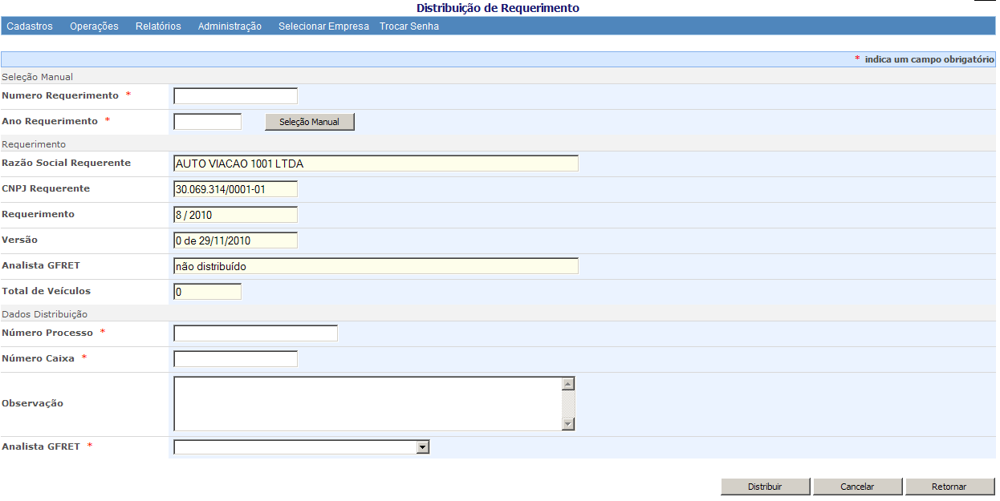 Distribuição de Requerimento
Cadastros Operações Relatórios Administração Selecionar Empresa Trocar Senha
* indica um campo obrigatório
Seleção Manual
Numero Requerimento *
Ano Requerimento * Seleção Manual
Requerimento
Razão Social Requerente AUTO VIACAO 1001 LTDA
CNPJ Requerente 30.069.314/0001-01
Requerimento 8 / 2010
Versão 0 de 29/11/2010
Analista GFRET não distribuído
Total de Veículos 0
Dados Distribuição
Número Processo *
Número Caixa *
Observação
Analista GFRET *
Distribuir Cancelar Retornar